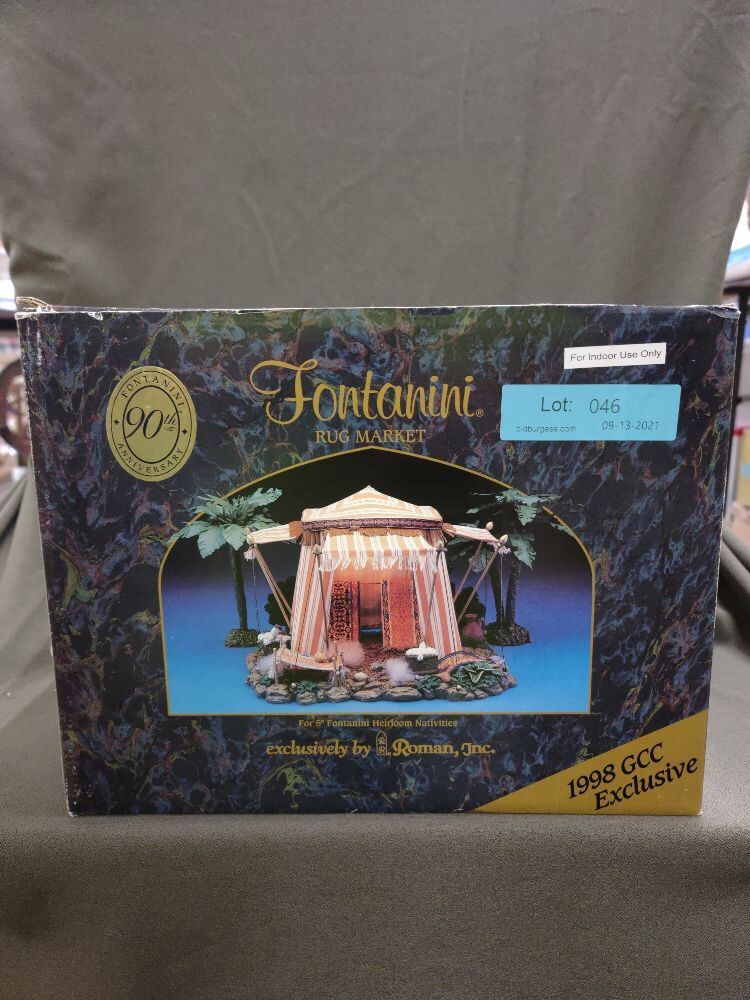 For Indoor Use Only
FONTANINI
90th
ANNIVERSARY
Fontanini®
RUG MARKET
Lot: 046
bidburgess.com 09-13-2021
For 5" Fontanini Heirloom Nativities
exclusively by Roman, Inc.
1998 GCC
Exclusive